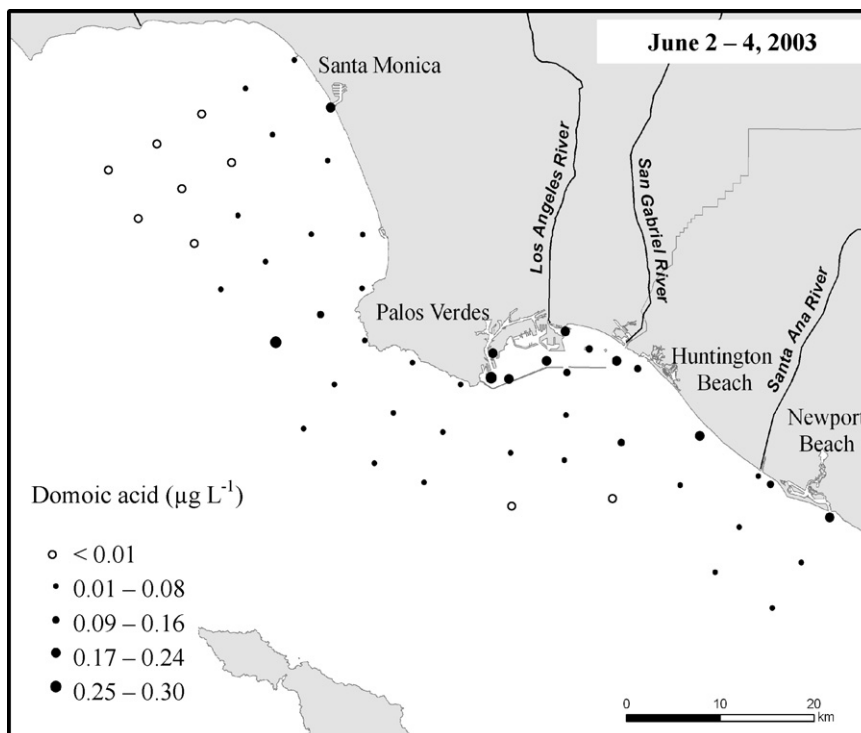 June 2 – 4, 2003
Santa Monica
Los Angeles River
San Gabriel River
Palos Verdes
Huntington
Beach
Santa Ana River
Newport
Beach
Domoic acid (µg L⁻¹)
< 0.01
0.01 – 0.08
0.09 – 0.16
0.17 – 0.24
0.25 – 0.30
0 10 20
km